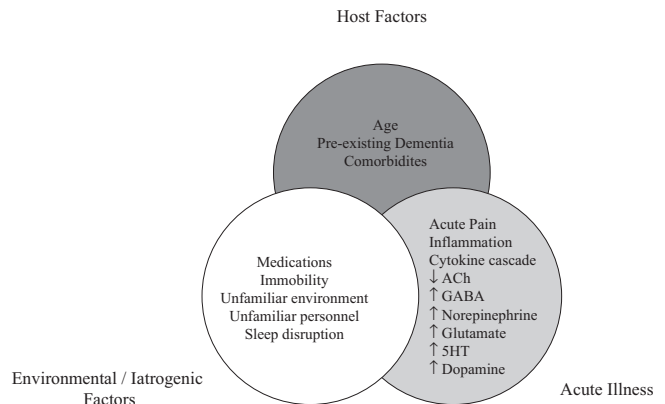 Host Factors
Age
Pre-existing Dementia
Comorbidites
Medications
Immobility
Unfamiliar environment
Unfamiliar personnel
Sleep disruption
Acute Pain
Inflammation
Cytokine cascade
↓ ACh
↑ GABA
↑ Norepinephrine
↑ Glutamate
↑ 5HT
↑ Dopamine
Environmental / Iatrogenic
Factors
Acute Illness